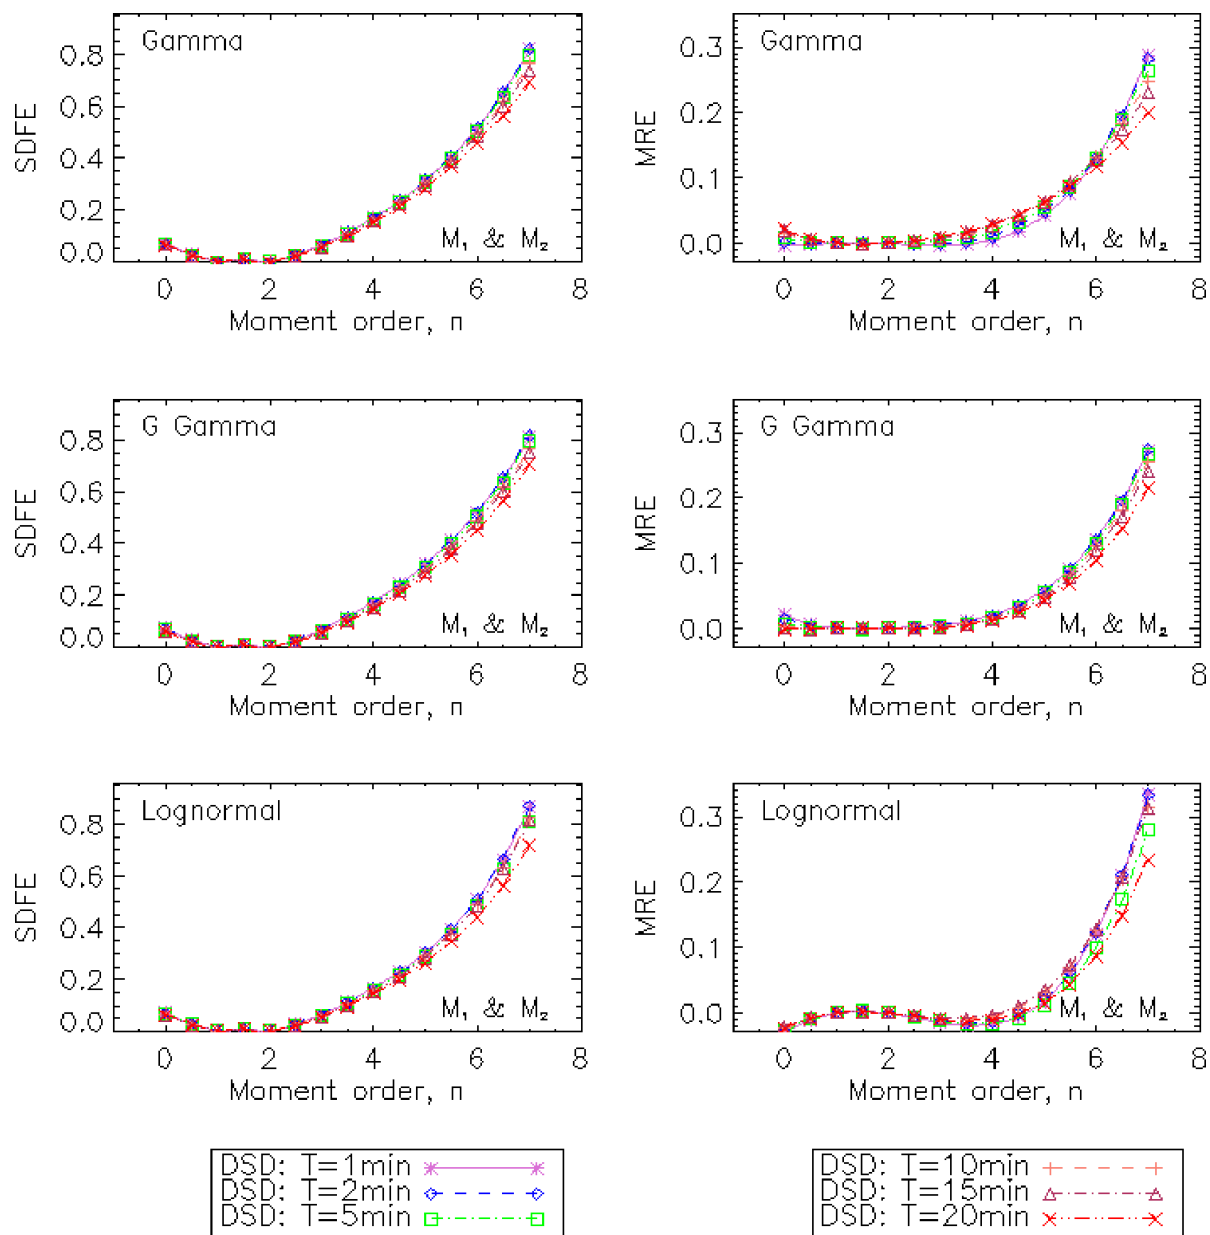 Gamma
SDFE
0.8
0.6
0.4
0.2
0.0
M₁ & M₂
0 2 4 6 8
Moment order, n
Gamma
MRE
0.3
0.2
0.1
0.0
M₁ & M₂
0 2 4 6 8
Moment order, n
G Gamma
SDFE
0.8
0.6
0.4
0.2
0.0
M₁ & M₂
0 2 4 6 8
Moment order, n
G Gamma
MRE
0.3
0.2
0.1
0.0
M₁ & M₂
0 2 4 6 8
Moment order, n
Lognormal
SDFE
0.8
0.6
0.4
0.2
0.0
M₁ & M₂
0 2 4 6 8
Moment order, n
Lognormal
MRE
0.3
0.2
0.1
0.0
M₁ & M₂
0 2 4 6 8
Moment order, n
DSD: T=1min
DSD: T=2min
DSD: T=5min
DSD: T=10min
DSD: T=15min
DSD: T=20min